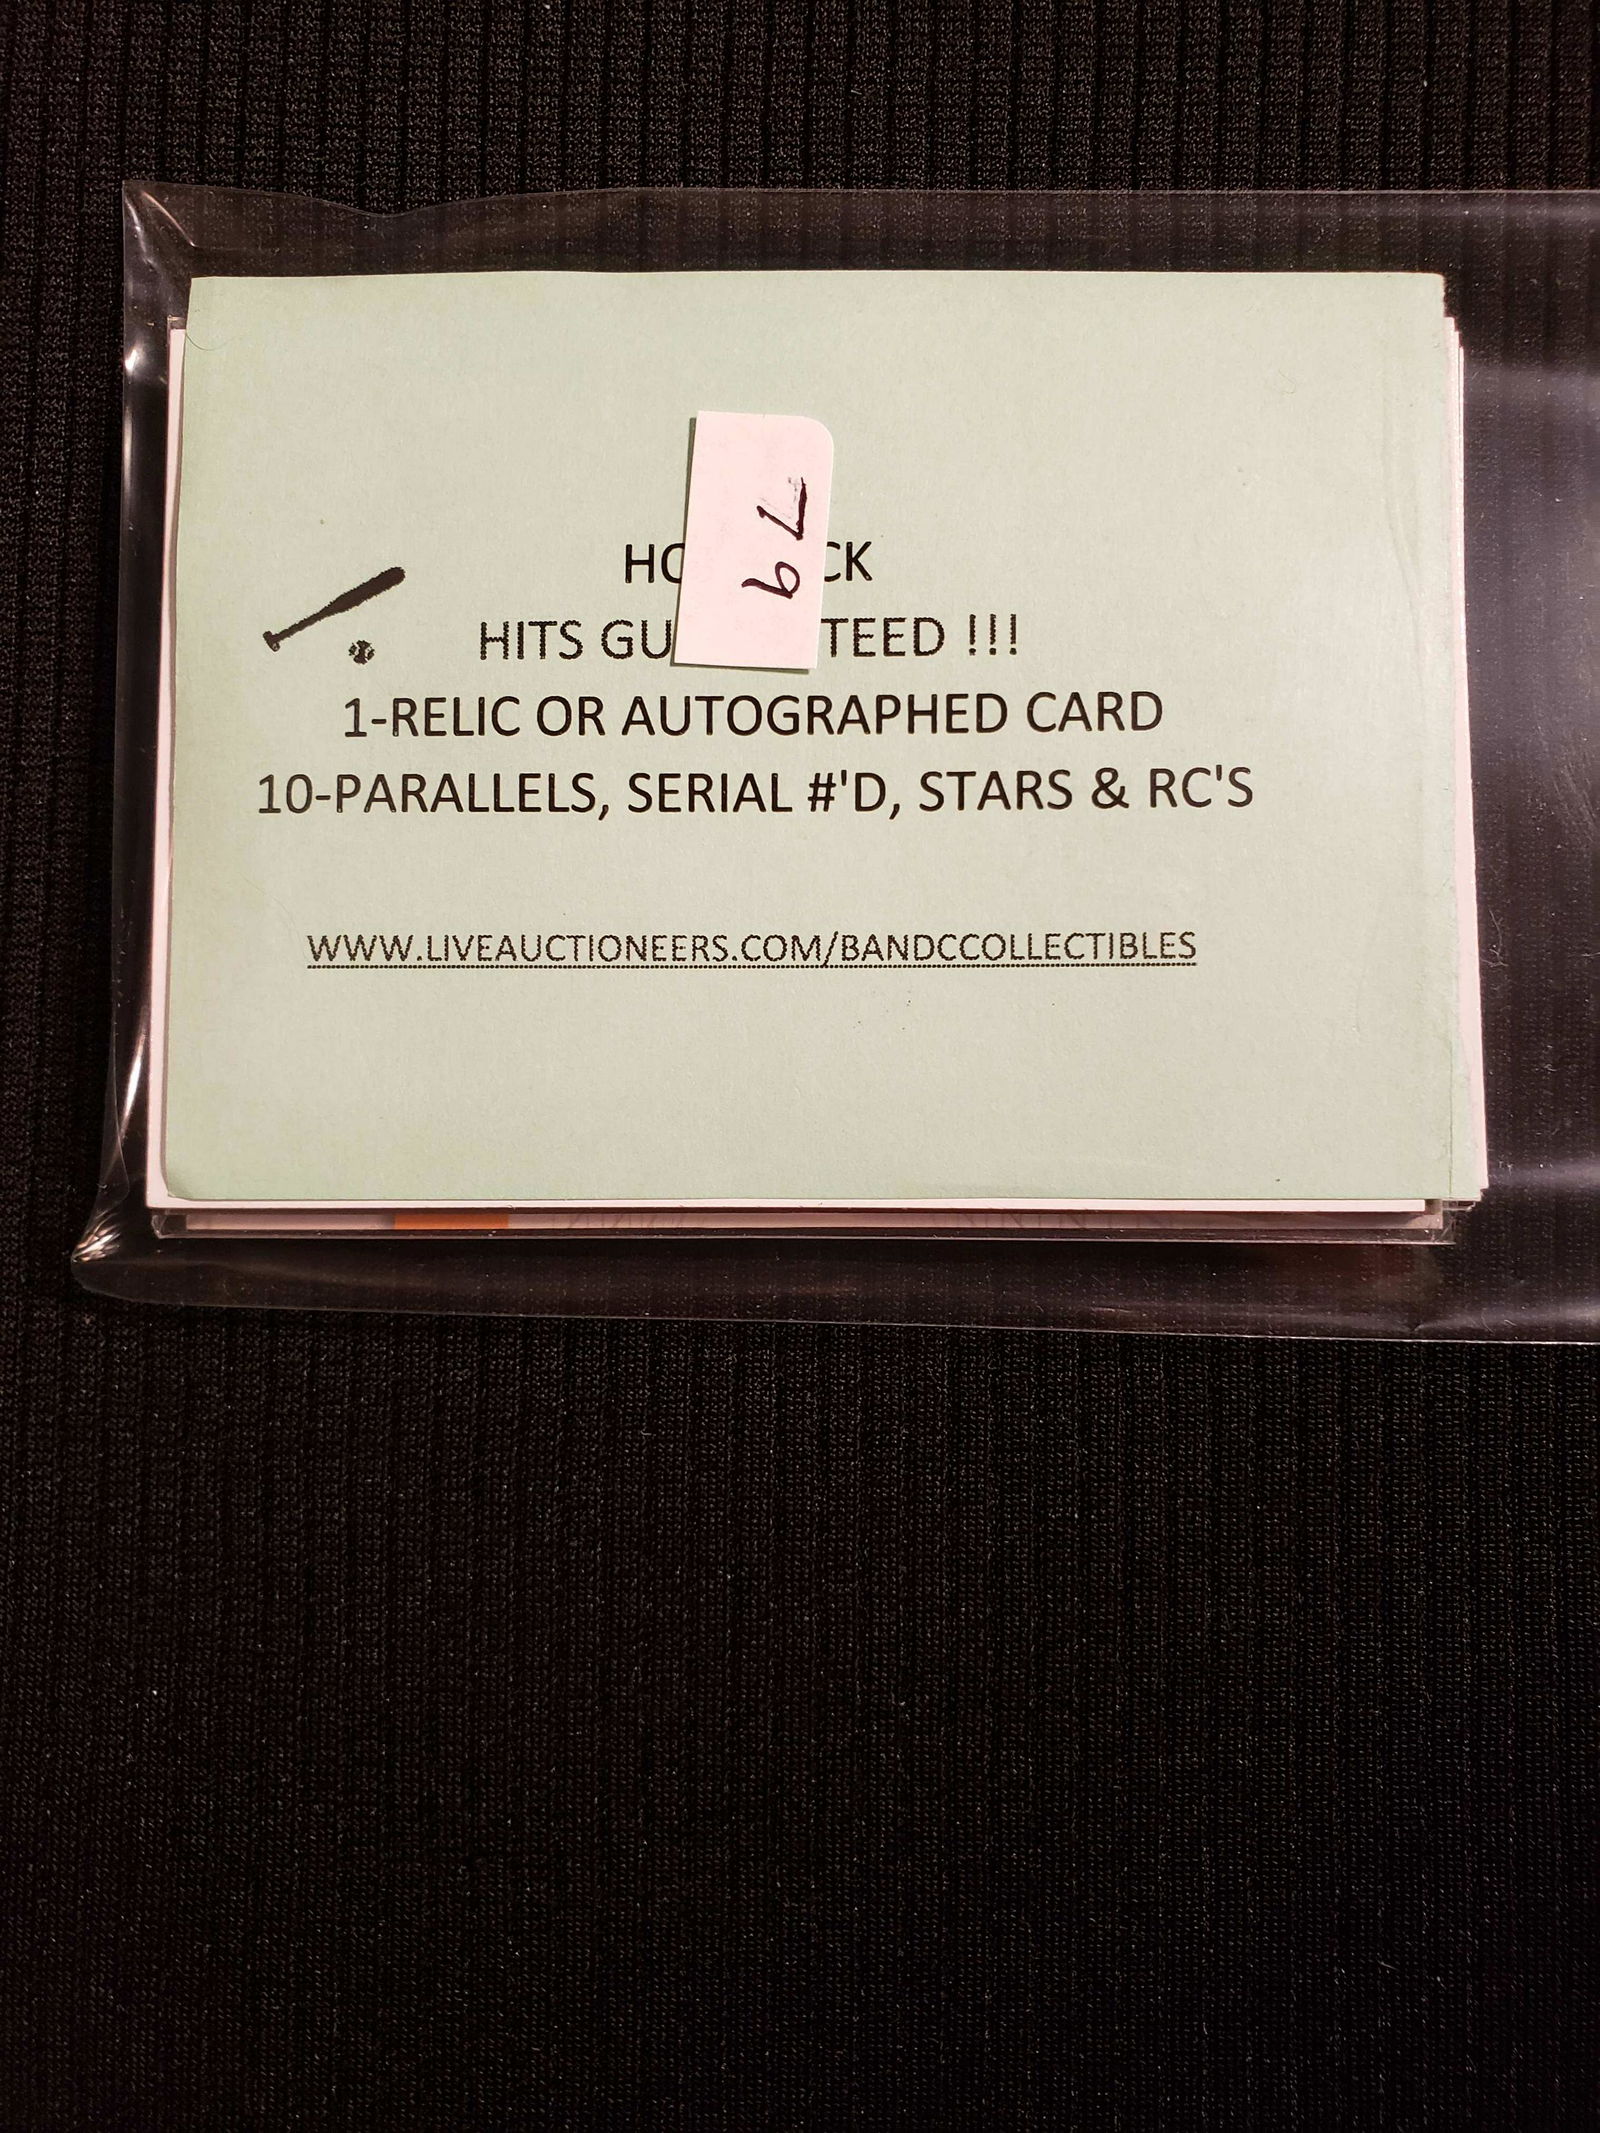 79
HO CK
HITS GU TEED !!!
1-RELIC OR AUTOGRAPHED CARD
10-PARALLELS, SERIAL #'D, STARS & RC'S
WWW.LIVEAUCTIONEERS.COM/BANDCCOLLECTIBLES